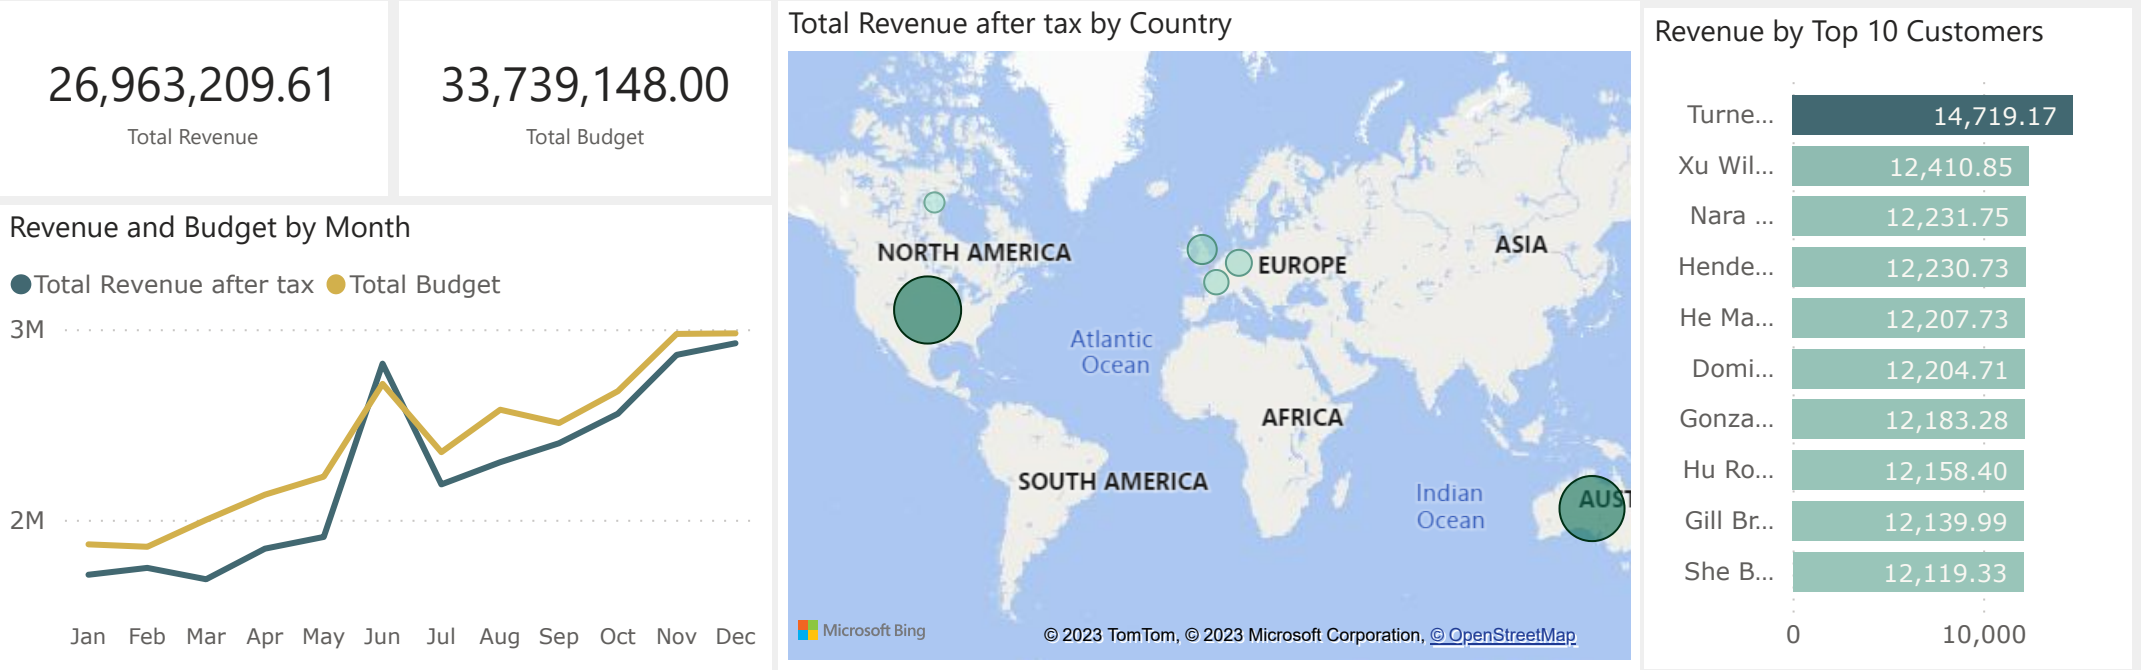 26,963,209.61
Total Revenue
33,739,148.00
Total Budget
Revenue and Budget by Month
Total Revenue after tax
Total Budget
3M
2M
Jan Feb Mar Apr May Jun Jul Aug Sep Oct Nov Dec
Total Revenue after tax by Country
NORTH AMERICA
EUROPE
ASIA
Atlantic
Ocean
AFRICA
SOUTH AMERICA
Indian
Ocean
AUST
Microsoft Bing
© 2023 TomTom, © 2023 Microsoft Corporation, © OpenStreetMap
Revenue by Top 10 Customers
Turne... 14,719.17
Xu Wil... 12,410.85
Nara ... 12,231.75
Hende... 12,230.73
He Ma... 12,207.73
Domi... 12,204.71
Gonza... 12,183.28
Hu Ro... 12,158.40
Gill Br... 12,139.99
She B... 12,119.33
0 10,000